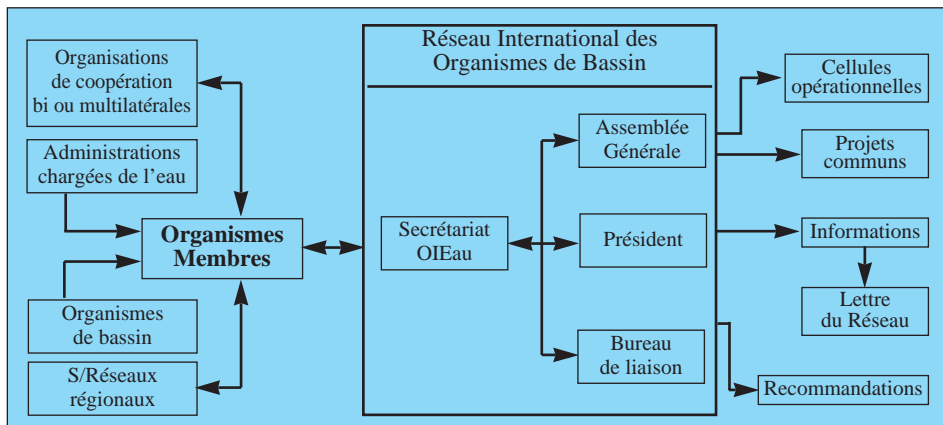 Organisations
de coopération
bi ou multilatérales
Administrations
chargées de l'eau
Organismes
Membres
Organismes
de bassin
S/Réseaux
régionaux
Réseau International des
Organismes de Bassin
Secrétariat
OIEau
Assemblée
Générale
Président
Bureau
de liaison
Cellules
opérationnelles
Projets
communs
Informations
Lettre
du Réseau
Recommandations